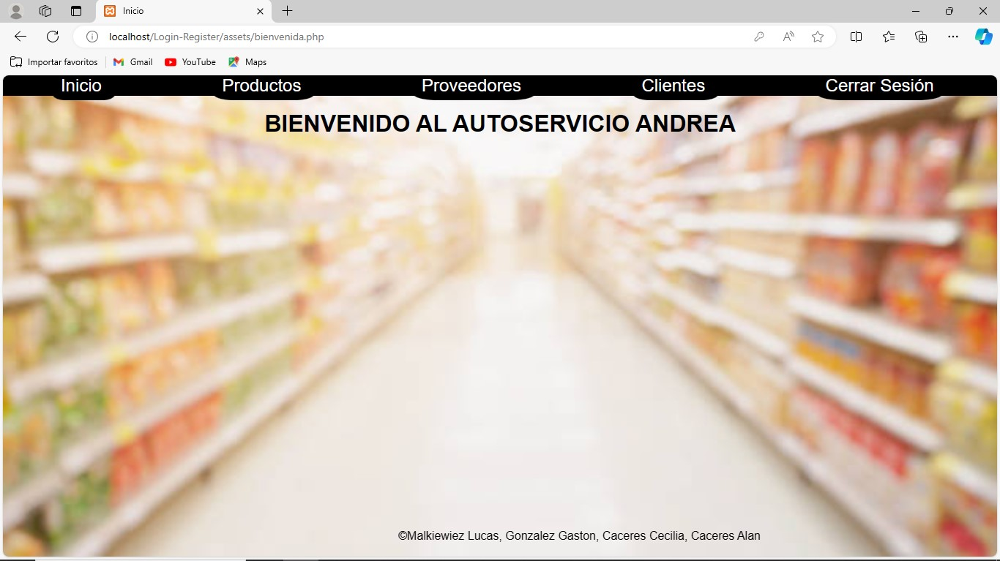 Inicio
localhost/Login-Register/assets/bienvenida.php
Importar favoritos Gmail YouTube Maps
Inicio Productos Proveedores Clientes Cerrar Sesión
BIENVENIDO AL AUTOSERVICIO ANDREA
©Malkiewiez Lucas, Gonzalez Gaston, Caceres Cecilia, Caceres Alan